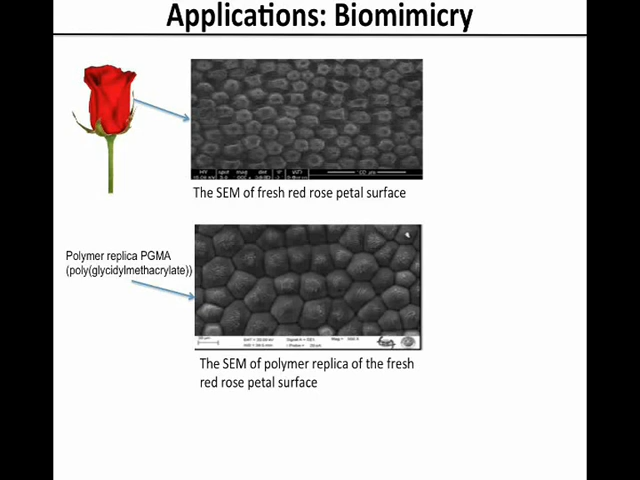 Applications: Biomimicry
The SEM of fresh red rose petal surface
Polymer replica PGMA
(poly(glycidylmethacrylate))
The SEM of polymer replica of the fresh
red rose petal surface